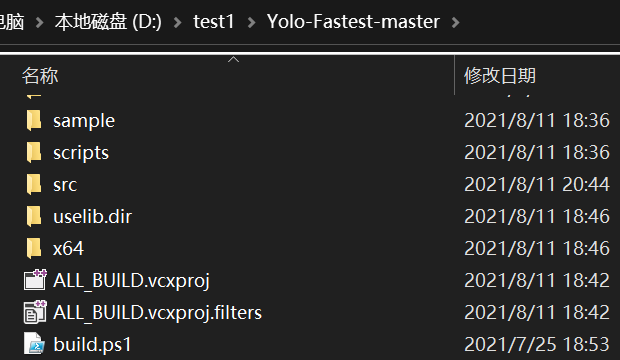 电脑 > 本地磁盘 (D:) > test1 > Yolo-Fastest-master >
名称 修改日期
sample 2021/8/11 18:36
scripts 2021/8/11 18:36
src 2021/8/11 20:44
uselib.dir 2021/8/11 18:46
x64 2021/8/11 18:46
ALL_BUILD.vcxproj 2021/8/11 18:42
ALL_BUILD.vcxproj.filters 2021/8/11 18:42
build.ps1 2021/7/25 18:53